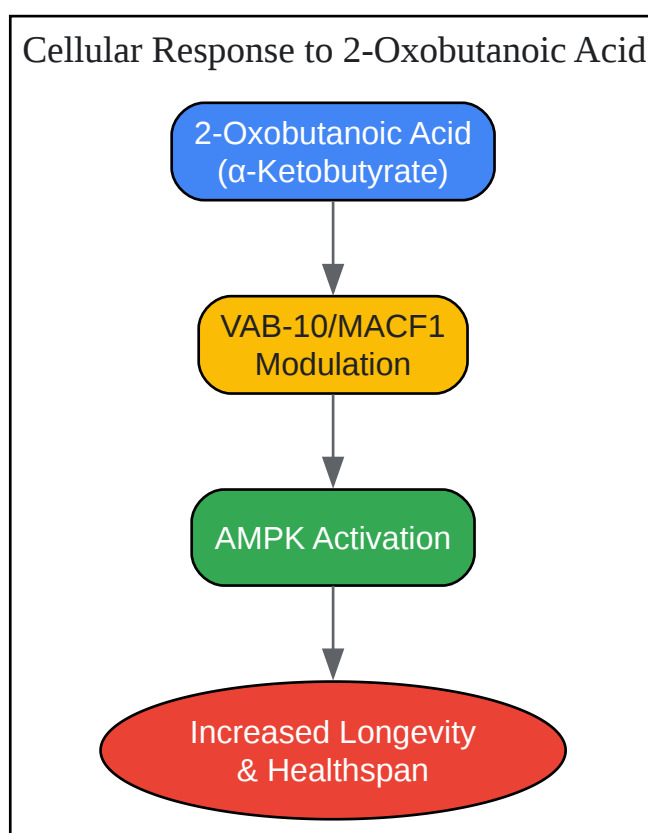 Cellular Response to 2-Oxobutanoic Acid
2-Oxobutanoic Acid
(α-Ketobutyrate)
VAB-10/MACF1
Modulation
AMPK Activation
Increased Longevity
& Healthspan